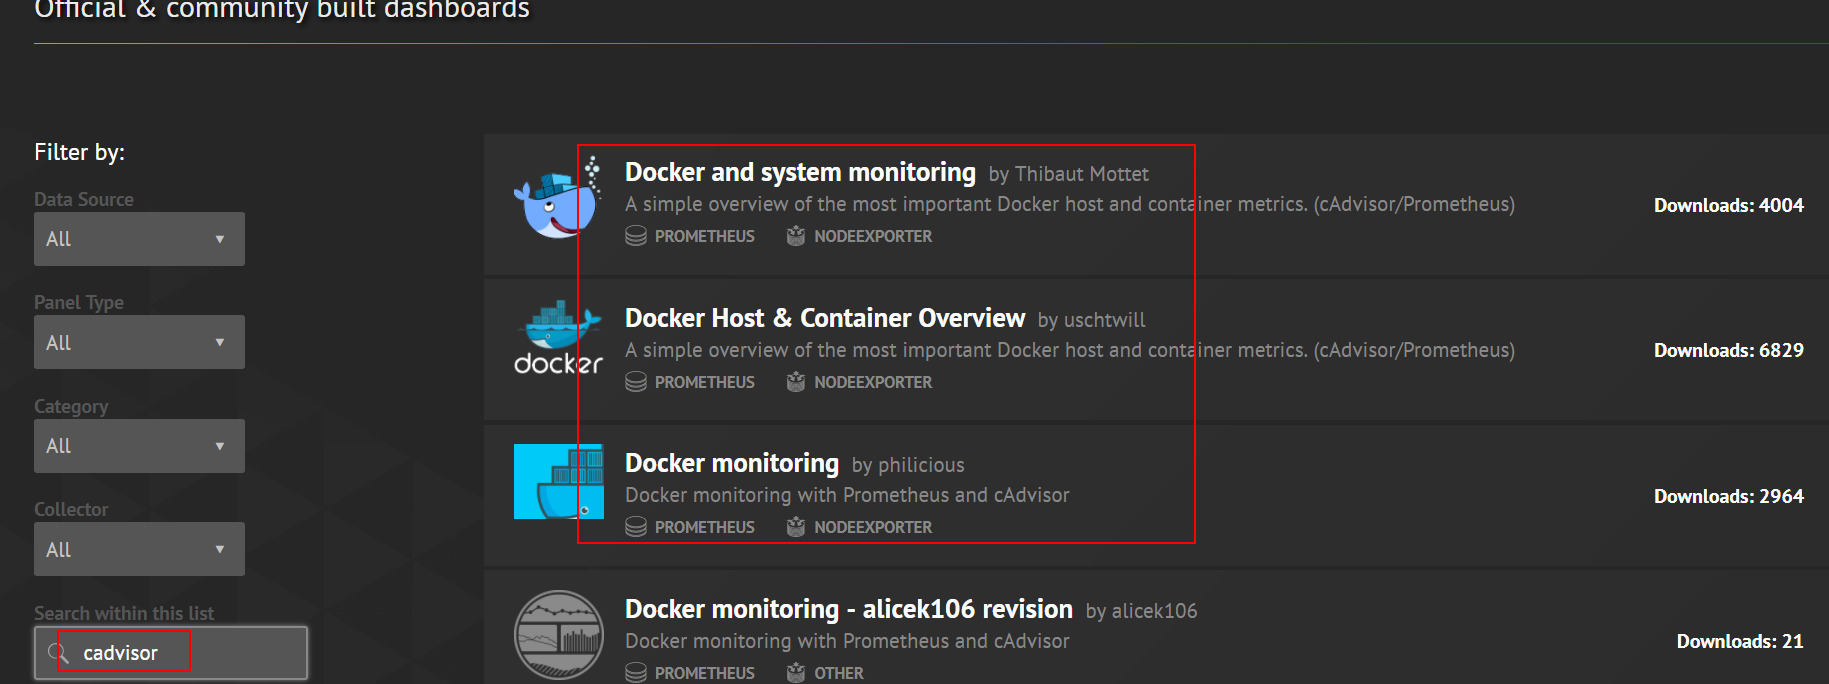 Official & community built dashboards
Filter by:
Data Source
All
Panel Type
All
Category
All
Collector
All
Search within this list
cadvisor
Docker and system monitoring by Thibaut Mottet
A simple overview of the most important Docker host and container metrics. (cAdvisor/Prometheus)
PROMETHEUS NODEEXPORTER
Downloads: 4004
docker
Docker Host & Container Overview by uschtwill
A simple overview of the most important Docker host and container metrics. (cAdvisor/Prometheus)
PROMETHEUS NODEEXPORTER
Downloads: 6829
Docker monitoring by philicious
Docker monitoring with Prometheus and cAdvisor
PROMETHEUS NODEEXPORTER
Downloads: 2964
Docker monitoring - alicek106 revision by alicek106
Docker monitoring with Prometheus and cAdvisor
PROMETHEUS OTHER
Downloads: 21